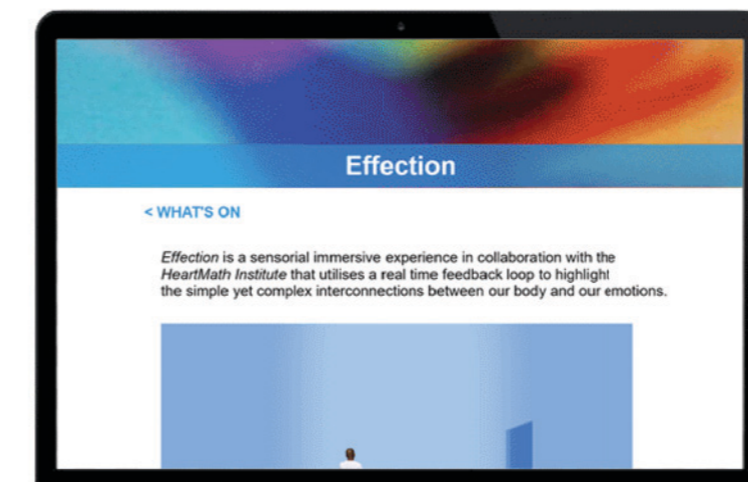 Effection
< WHAT'S ON
Effection is a sensorial immersive experience in collaboration with the
HeartMath Institute that utilises a real time feedback loop to highlight
the simple yet complex interconnections between our body and our emotions.